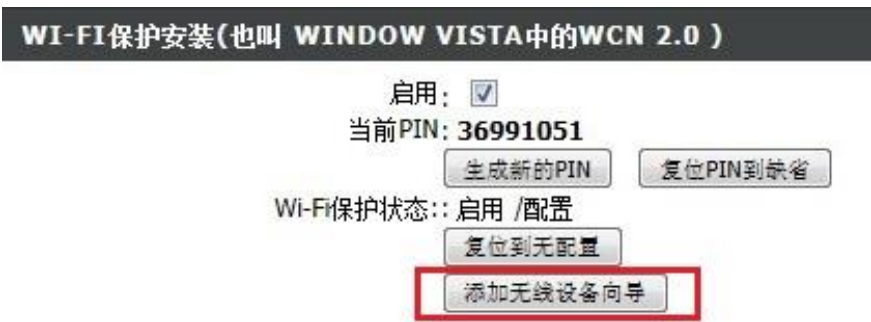 WI-FI保护安装(也叫 WINDOW VISTA中的WCN 2.0 )
启用:
当前PIN: 36991051
生成新的PIN 复位PIN到缺省
Wi-Fi保护状态:: 启用 /配置
复位到无配置
添加无线设备向导